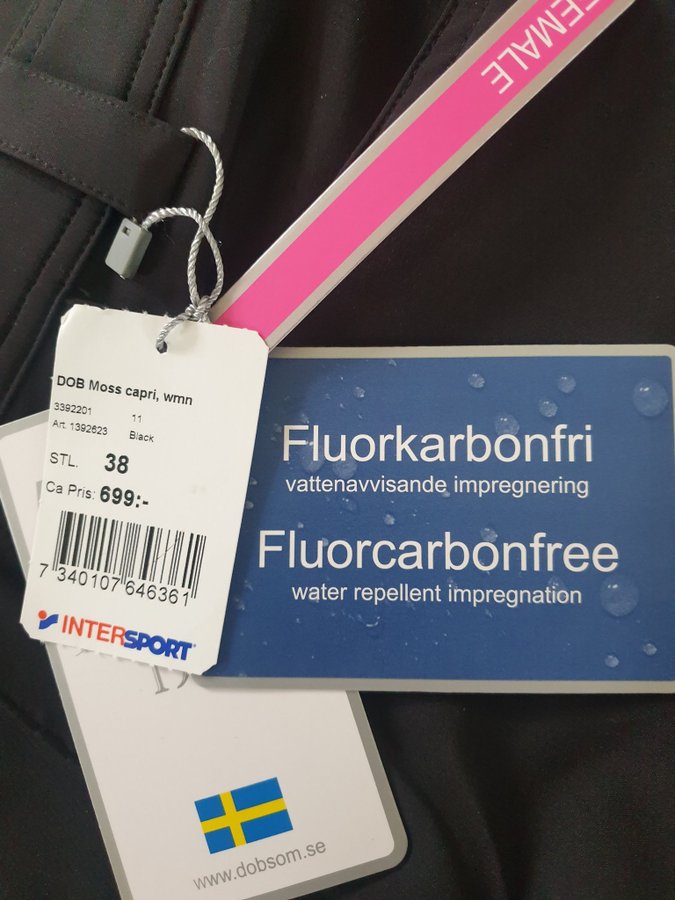 FEMALE
DOB Moss capri, wmn
3392201 11
Art. 1392623 Black
STL. 38
Ca Pris: 699:-
7 340107 646361
INTERSPORT
Fluorkarbonfri
vattenavvisande impregnering
Fluorcarbonfree
water repellent impregnation
www.dobsom.se